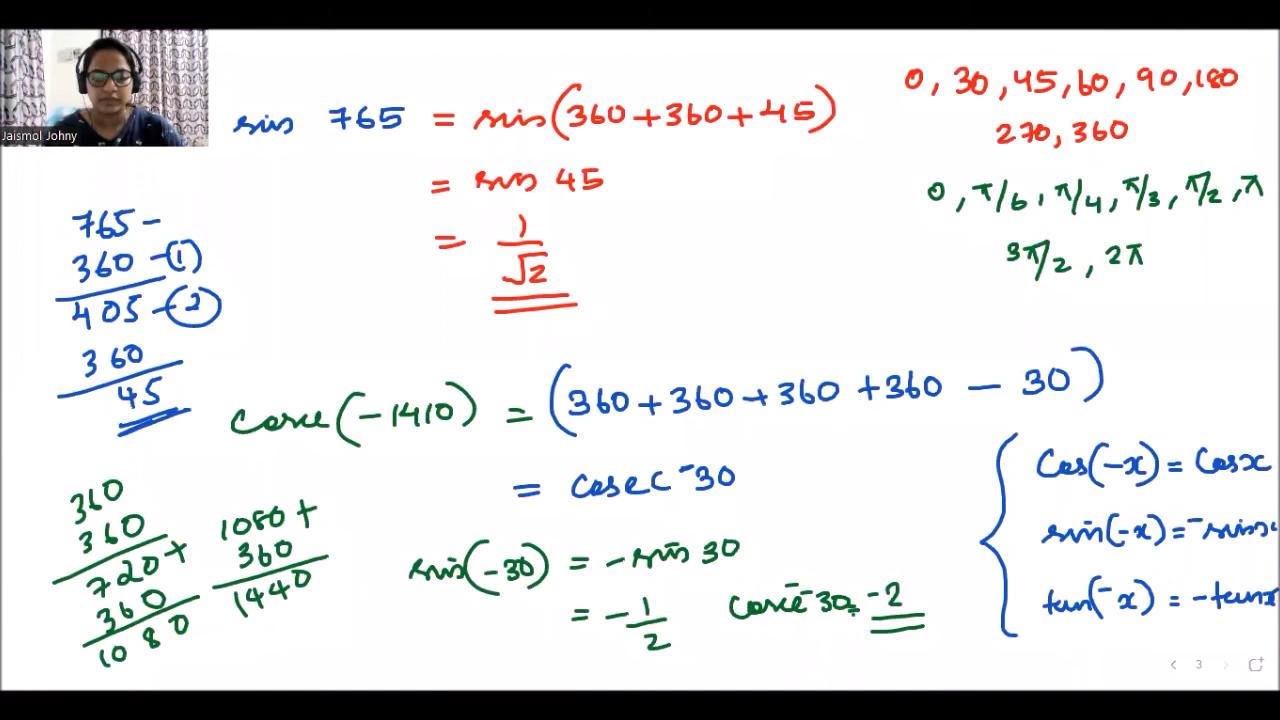 Jaismol Johny
sin 765 = sin(360+360+45)
= sin 45
= 1/√2
0, 30, 45, 60, 90, 180
270, 360
0, π/6, π/4, π/3, π/2, π
3π/2, 2π
765 -
360 - (1)
405 - (2)
360
45
cosec(-1410) = (360+360+360+360 - 30)
= cosec -30
360
360
720 +
360
1080
1080 +
360
1440
sin(-30) = - sin 30
= - 1/2
cosec -30 = -2
Cos(-x) = Cosx
sin(-x) = -sinx
tan(-x) = -tanx
3